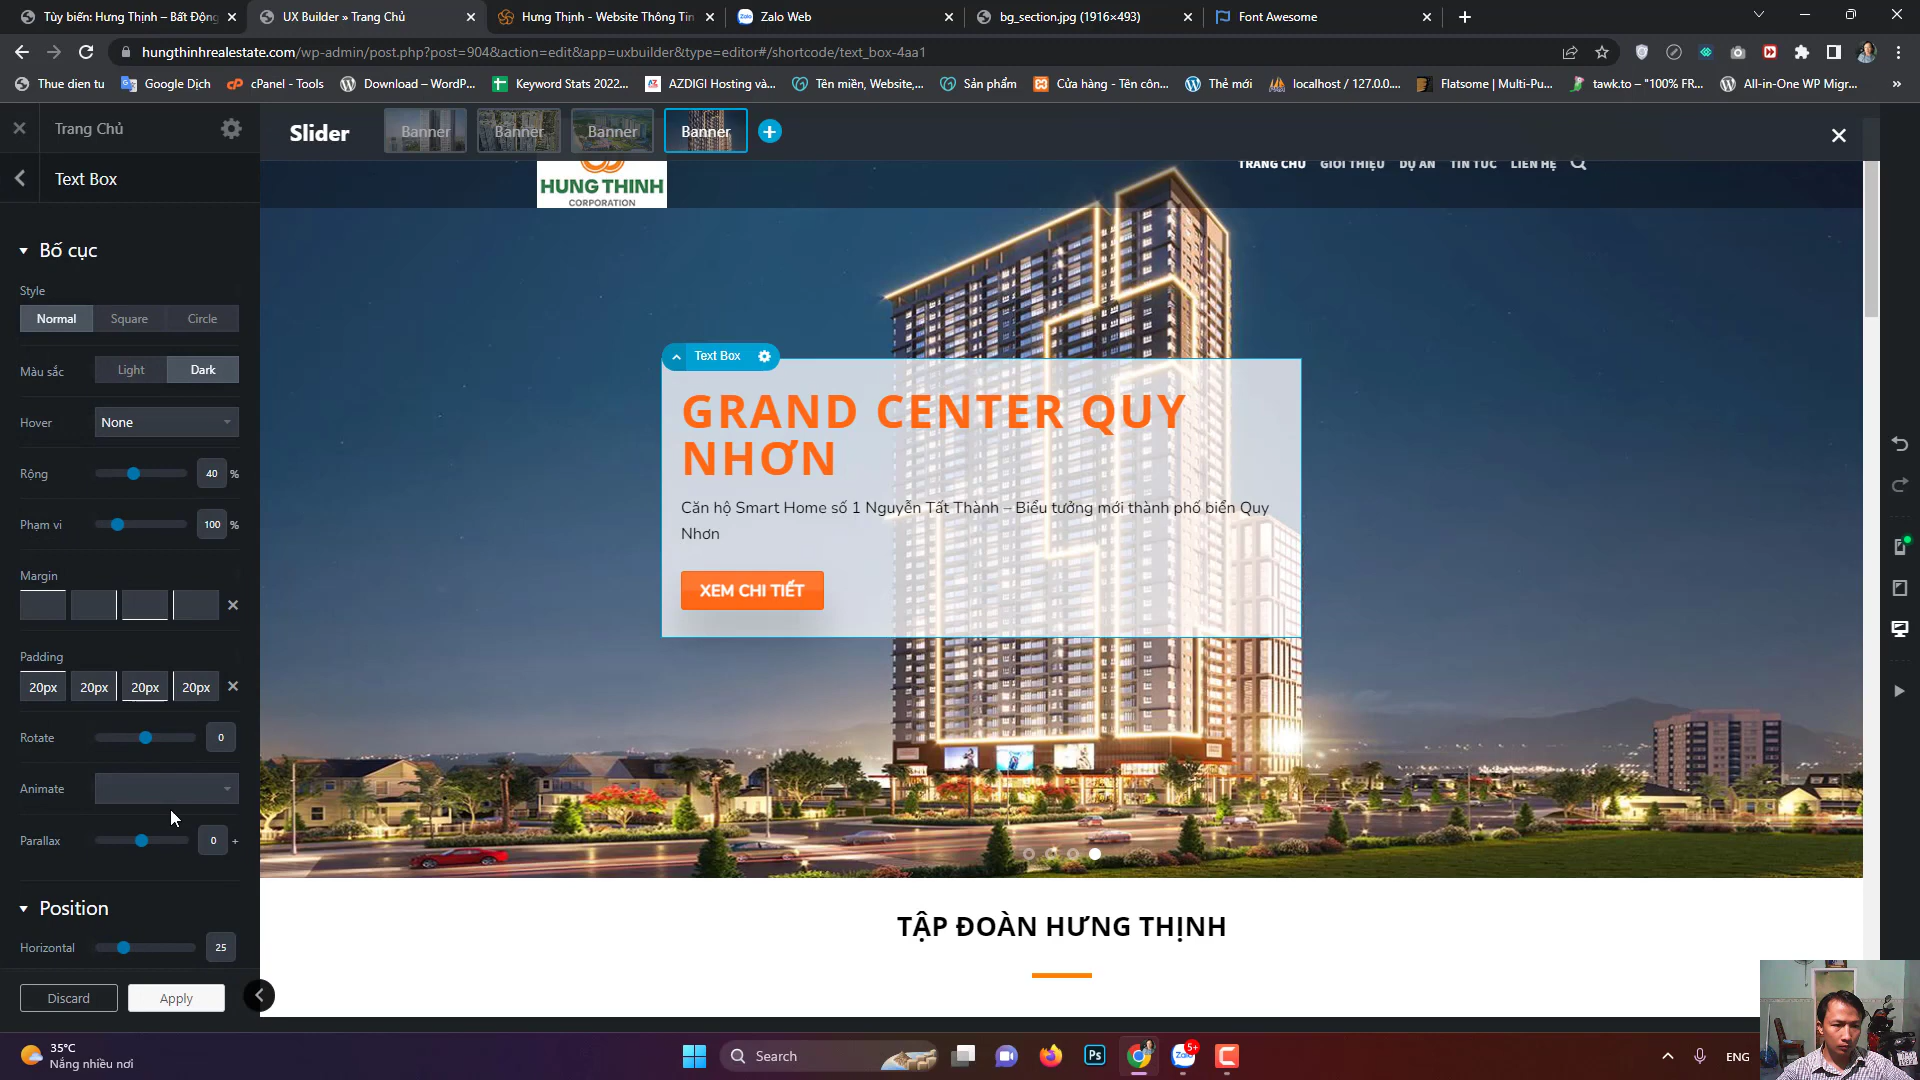 Tùy biến: Hưng Thịnh – Bất Động
UX Builder » Trang Chủ
Hưng Thịnh - Website Thông Tin
Zalo Web
bg_section.jpg (1916×493)
Font Awesome
hungthinhrealestate.com/wp-admin/post.php?post=904&action=edit&app=uxbuilder&type=editor#/shortcode/text_box-4aa1
Thue dien tu
Google Dịch
cPanel - Tools
Download – WordP...
Keyword Stats 2022...
AZDIGI Hosting và...
Tên miền, Website,...
Sản phẩm
Cửa hàng - Tên côn...
Thẻ mới
localhost / 127.0.0....
Flatsome | Multi-Pu...
tawk.to – "100% FR...
All-in-One WP Migr...
Trang Chủ
Slider
Banner
Banner
Banner
Banner
Text Box
HUNG THINH
CORPORATION
TRANG CHỦ
GIỚI THIỆU
DỰ ÁN
TIN TỨC
LIÊN HỆ
Bố cục
Style
Normal
Square
Circle
Màu sắc
Light
Dark
Hover
None
Rộng
40
%
Phạm vi
100
%
Margin
Padding
20px
20px
20px
20px
Rotate
0
Animate
Parallax
0
+
Position
Horizontal
25
Discard
Apply
Text Box
GRAND CENTER QUY
NHƠN
Căn hộ Smart Home số 1 Nguyễn Tất Thành – Biểu tưởng mới thành phố biển Quy
Nhơn
XEM CHI TIẾT
TẬP ĐOÀN HƯNG THỊNH
35°C
Nắng nhiều nơi
Search
Ps
Zalo
5+
ENG